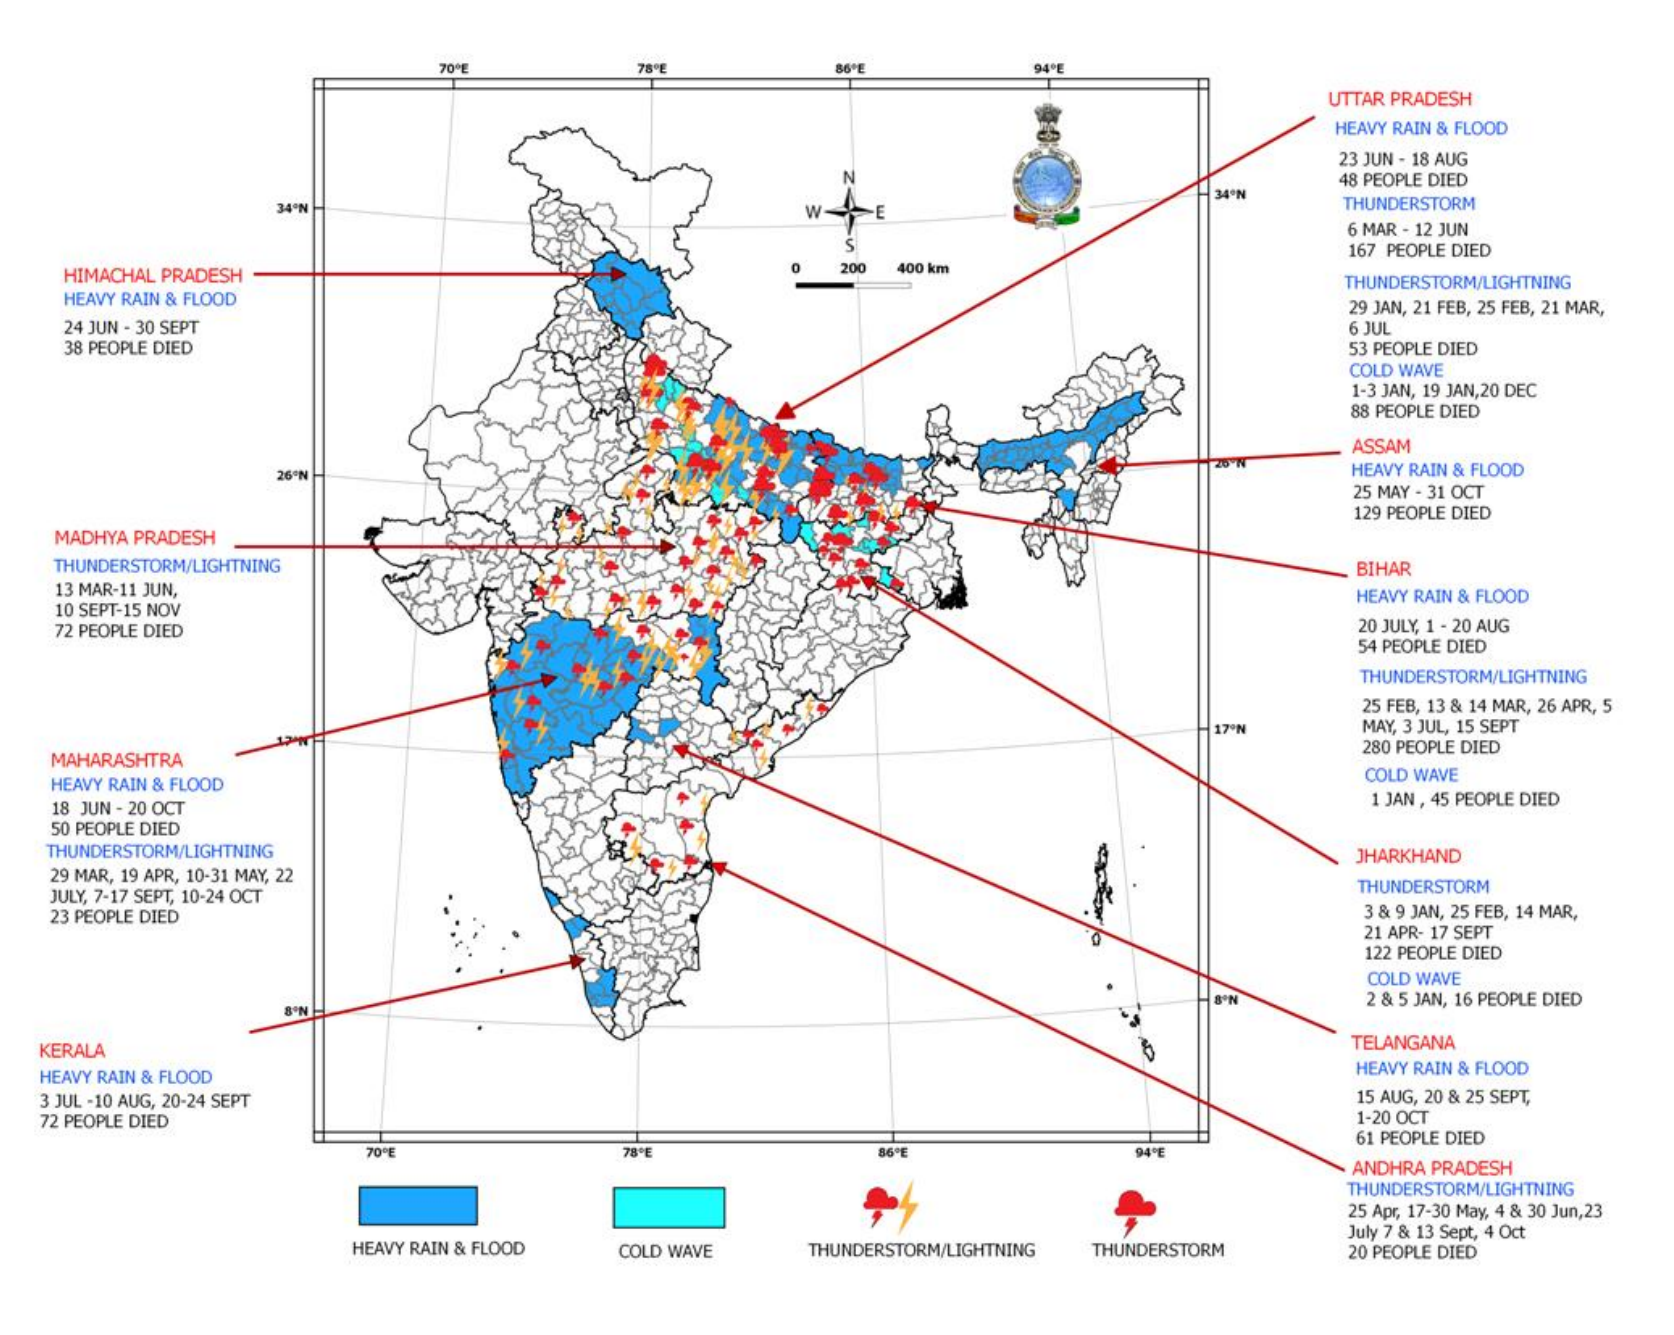 70°E 78°E 86°E 94°E
34°N
26°N
17°N
8°N
34°N
26°N
17°N
8°N
70°E 78°E 86°E 94°E
N
W E
S
0 200 400 km
HIMACHAL PRADESH
HEAVY RAIN & FLOOD
24 JUN - 30 SEPT
38 PEOPLE DIED
MADHYA PRADESH
THUNDERSTORM/LIGHTNING
13 MAR-11 JUN,
10 SEPT-15 NOV
72 PEOPLE DIED
MAHARASHTRA
HEAVY RAIN & FLOOD
18 JUN - 20 OCT
50 PEOPLE DIED
THUNDERSTORM/LIGHTNING
29 MAR, 19 APR, 10-31 MAY, 22
JULY, 7-17 SEPT, 10-24 OCT
23 PEOPLE DIED
KERALA
HEAVY RAIN & FLOOD
3 JUL -10 AUG, 20-24 SEPT
72 PEOPLE DIED
UTTAR PRADESH
HEAVY RAIN & FLOOD
23 JUN - 18 AUG
48 PEOPLE DIED
THUNDERSTORM
6 MAR - 12 JUN
167 PEOPLE DIED
THUNDERSTORM/LIGHTNING
29 JAN, 21 FEB, 25 FEB, 21 MAR,
6 JUL
53 PEOPLE DIED
COLD WAVE
1-3 JAN, 19 JAN,20 DEC
88 PEOPLE DIED
ASSAM
HEAVY RAIN & FLOOD
25 MAY - 31 OCT
129 PEOPLE DIED
BIHAR
HEAVY RAIN & FLOOD
20 JULY, 1 - 20 AUG
54 PEOPLE DIED
THUNDERSTORM/LIGHTNING
25 FEB, 13 & 14 MAR, 26 APR, 5
MAY, 3 JUL, 15 SEPT
280 PEOPLE DIED
COLD WAVE
1 JAN , 45 PEOPLE DIED
JHARKHAND
THUNDERSTORM
3 & 9 JAN, 25 FEB, 14 MAR,
21 APR- 17 SEPT
122 PEOPLE DIED
COLD WAVE
2 & 5 JAN, 16 PEOPLE DIED
TELANGANA
HEAVY RAIN & FLOOD
15 AUG, 20 & 25 SEPT,
1-20 OCT
61 PEOPLE DIED
ANDHRA PRADESH
THUNDERSTORM/LIGHTNING
25 Apr, 17-30 May, 4 & 30 Jun,23
July 7 & 13 Sept, 4 Oct
20 PEOPLE DIED
HEAVY RAIN & FLOOD
COLD WAVE
THUNDERSTORM/LIGHTNING
THUNDERSTORM